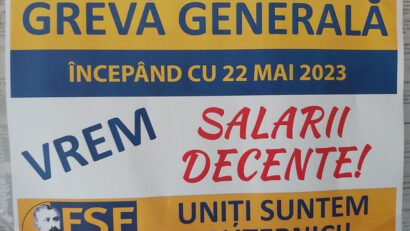 GREVA GENERALĂ
ÎNCEPÂND CU 22 MAI 2023
VREM
SALARII
DECENTE!
FSE
UNIȚI SUNTEM